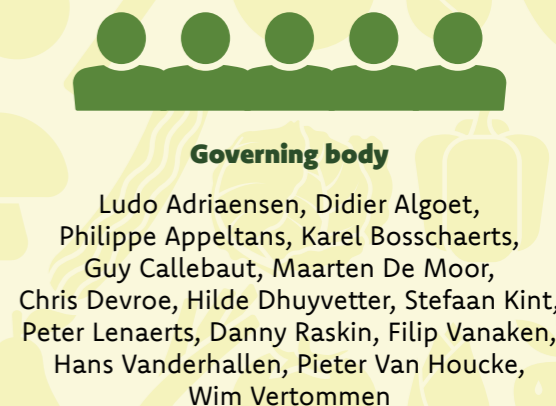 Governing body
Ludo Adriaensen, Didier Algoet,
Philippe Appeltans, Karel Bosschaerts,
Guy Callebaut, Maarten De Moor,
Chris Devroe, Hilde Dhuyvetter, Stefaan Kint,
Peter Lenaerts, Danny Raskin, Filip Vanaken,
Hans Vanderhallen, Pieter Van Houcke,
Wim Vertommen